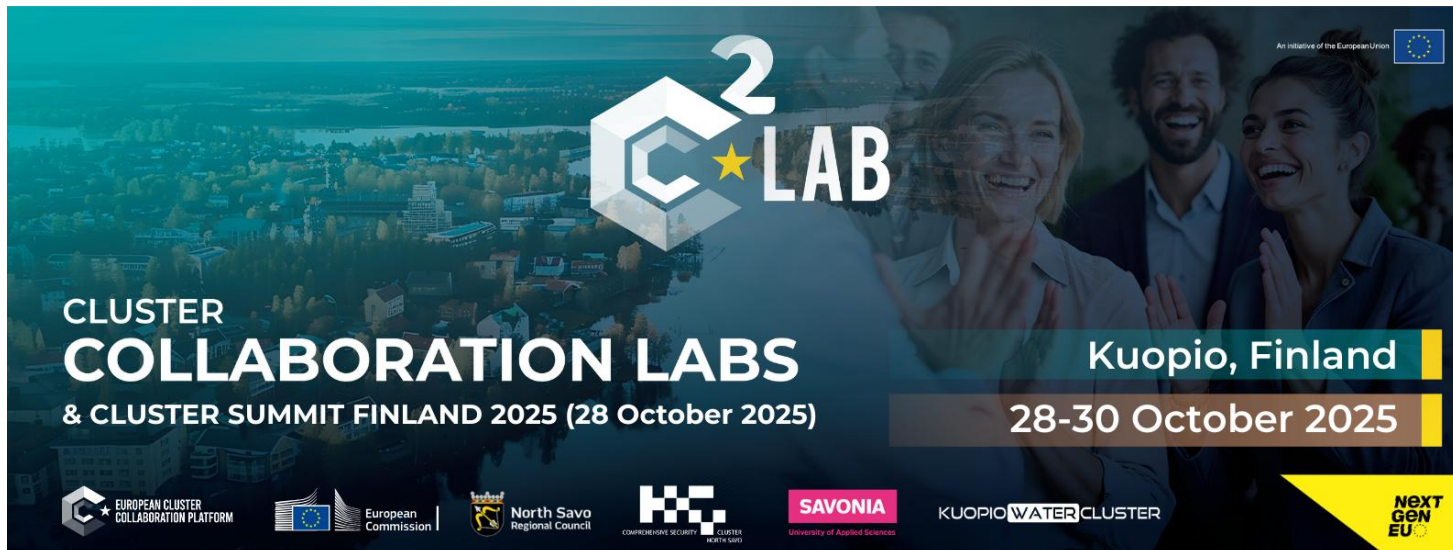 An initiative of the European Union
C
2
LAB
CLUSTER
COLLABORATION LABS
& CLUSTER SUMMIT FINLAND 2025 (28 October 2025)
Kuopio, Finland
28-30 October 2025
EUROPEAN CLUSTER
COLLABORATION PLATFORM
European
Commission
North Savo
Regional Council
COMPREHENSIVE SECURITY CLUSTER
NORTH SAVO
SAVONIA
University of Applied Sciences
KUOPIO WATER CLUSTER
NEXT
GEN
EU